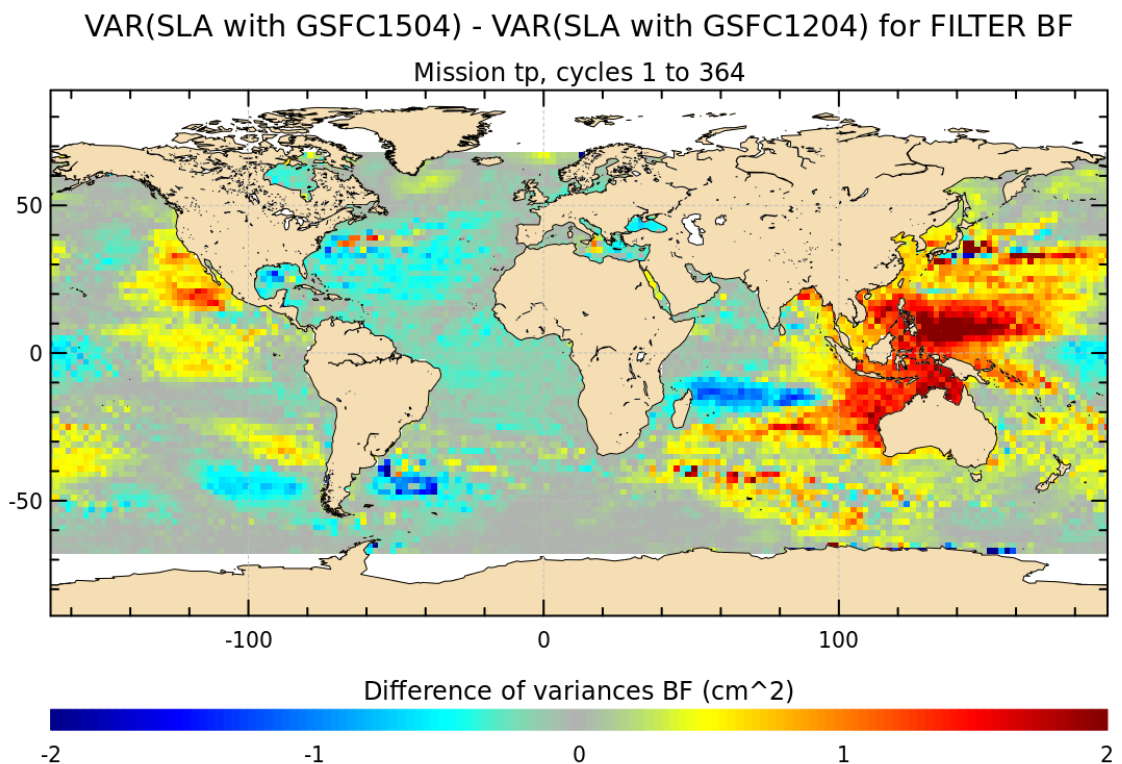 VAR(SLA with GSFC1504) - VAR(SLA with GSFC1204) for FILTER BF
Mission tp, cycles 1 to 364
50
0
-50
-100 0 100
Difference of variances BF (cm^2)
-2 -1 0 1 2